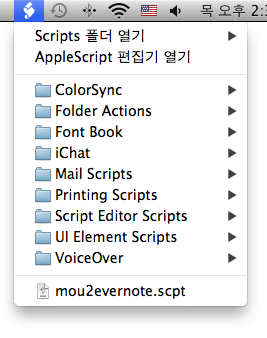 목 오후 2:
Scripts 폴더 열기
AppleScript 편집기 열기
ColorSync
Folder Actions
Font Book
iChat
Mail Scripts
Printing Scripts
Script Editor Scripts
UI Element Scripts
VoiceOver
mou2evernote.scpt